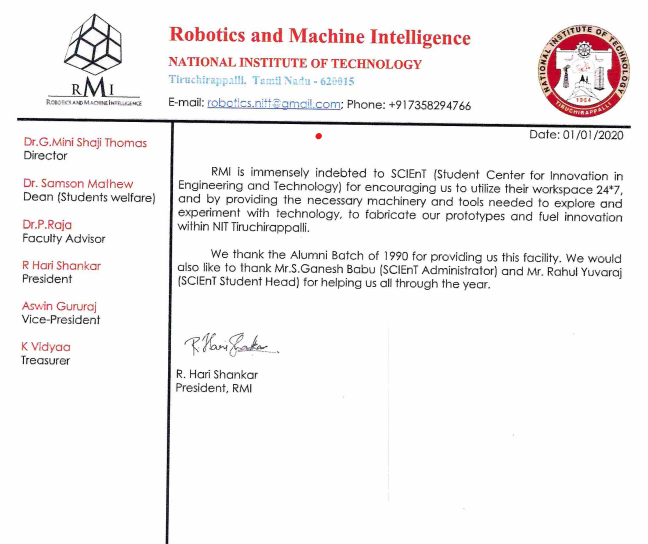 Robotics and Machine Intelligence
NATIONAL INSTITUTE OF TECHNOLOGY
Tiruchirappalli, Tamil Nadu - 620015
E-mail: robotics.nitt@gmail.com; Phone: +917358294766
RMI
ROBOTICS AND MACHINE INTELLIGENCE
NATIONAL INSTITUTE OF TECHNOLOGY
1964
TIRUCHIRAPPALLI
Date: 01/01/2020
Dr.G.Mini Shaji Thomas
Director
Dr. Samson Mathew
Dean (Students welfare)
Dr.P.Raja
Faculty Advisor
R Hari Shankar
President
Aswin Gururaj
Vice-President
K Vidyaa
Treasurer
RMI is immensely indebted to SCIEnT (Student Center for Innovation in
Engineering and Technology) for encouraging us to utilize their workspace 24*7,
and by providing the necessary machinery and tools needed to explore and
experiment with technology, to fabricate our prototypes and fuel innovation
within NIT Tiruchirappalli.
We thank the Alumni Batch of 1990 for providing us this facility. We would
also like to thank Mr.S.Ganesh Babu (SCIEnT Administrator) and Mr. Rahul Yuvaraj
(SCIEnT Student Head) for helping us all through the year.
R. Hari Shankar
R. Hari Shankar
President, RMI